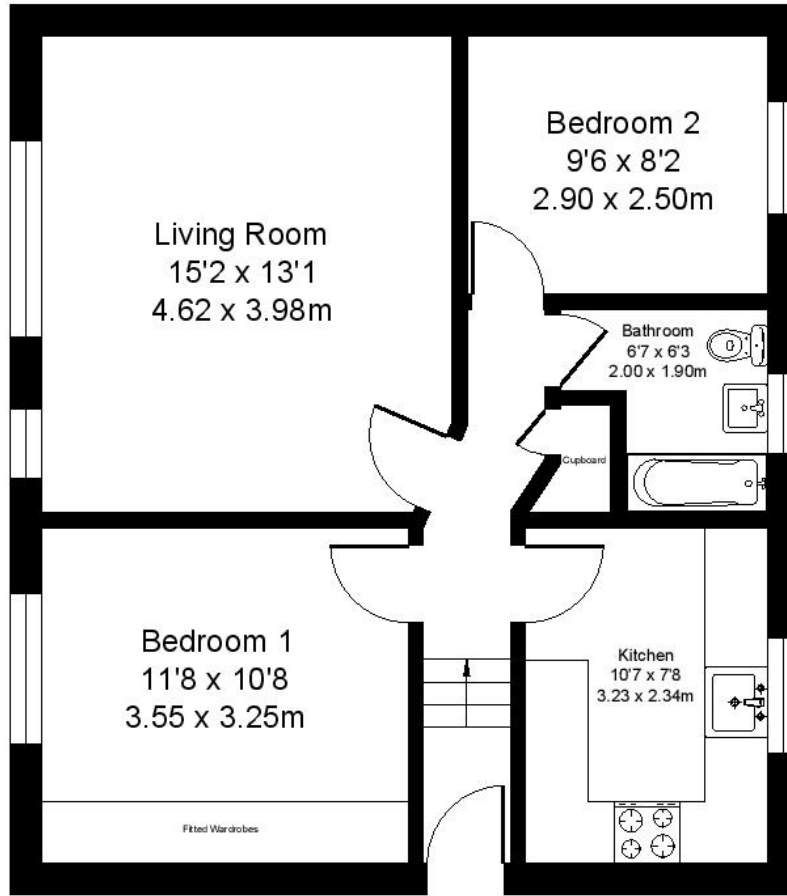 Bedroom 2
9'6 x 8'2
2.90 x 2.50m
Living Room
15'2 x 13'1
4.62 x 3.98m
Bathroom
6'7 x 6'3
2.00 x 1.90m
Cupboard
Bedroom 1
11'8 x 10'8
3.55 x 3.25m
Kitchen
10'7 x 7'8
3.23 x 2.34m
Fitted Wardrobes